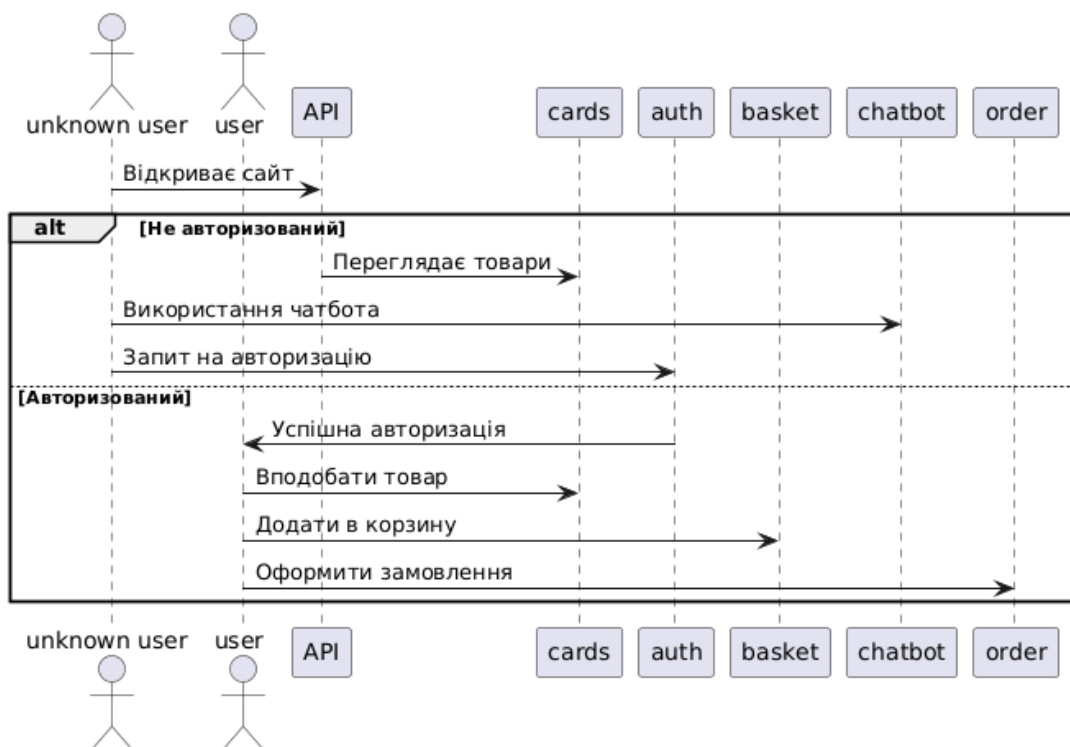 unknown user user API cards auth basket chatbot order
Відкриває сайт
alt [Не авторизований]
Переглядає товари
Використання чатбота
Запит на авторизацію
[Авторизований]
Успішна авторизація
Вподобати товар
Додати в корзину
Оформити замовлення
unknown user user API cards auth basket chatbot order